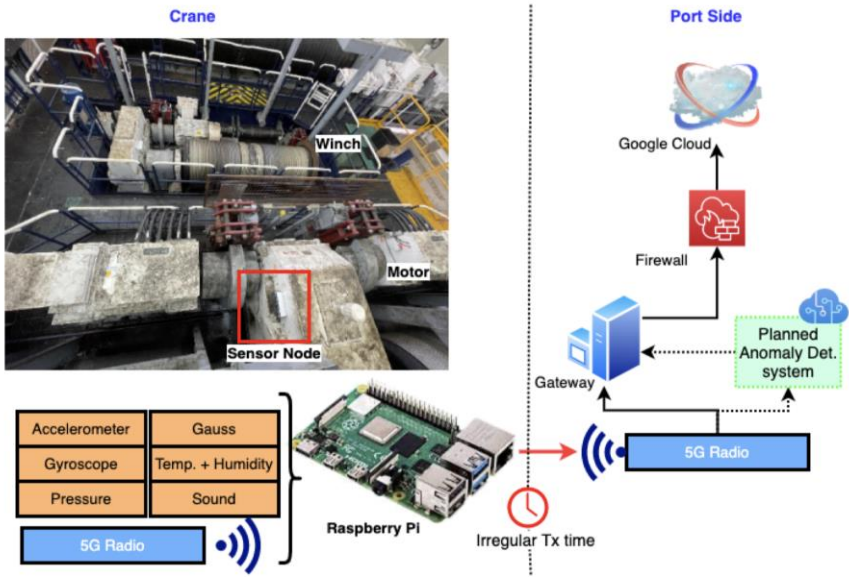 Crane
Port Side
Winch
Motor
Sensor Node
Google Cloud
Firewall
Gateway
Planned
Anomaly Det.
system
Accelerometer
Gauss
Gyroscope
Temp. + Humidity
Pressure
Sound
5G Radio
Raspberry Pi
5G Radio
Irregular Tx time